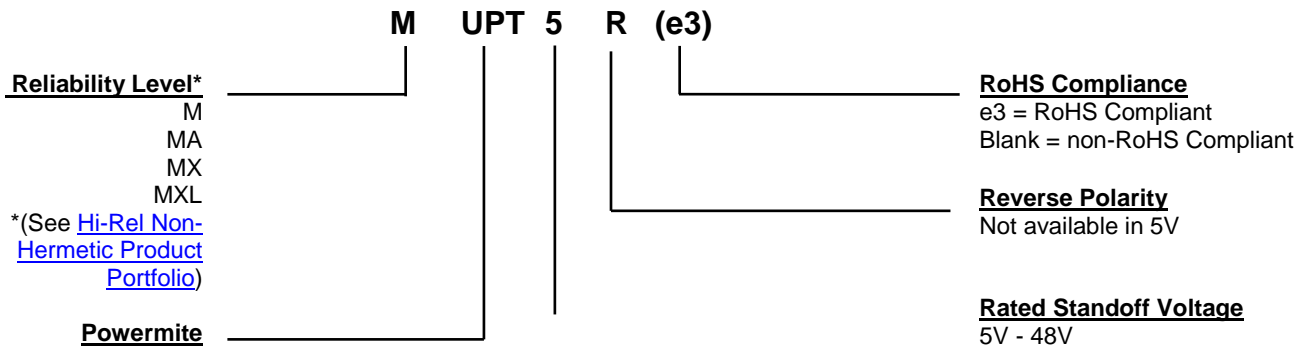 M UPT 5 R (e3)
Reliability Level*
M
MA
MX
MXL
*(See Hi-Rel Non-
Hermetic Product
Portfolio)
Powermite
RoHS Compliance
e3 = RoHS Compliant
Blank = non-RoHS Compliant
Reverse Polarity
Not available in 5V
Rated Standoff Voltage
5V - 48V